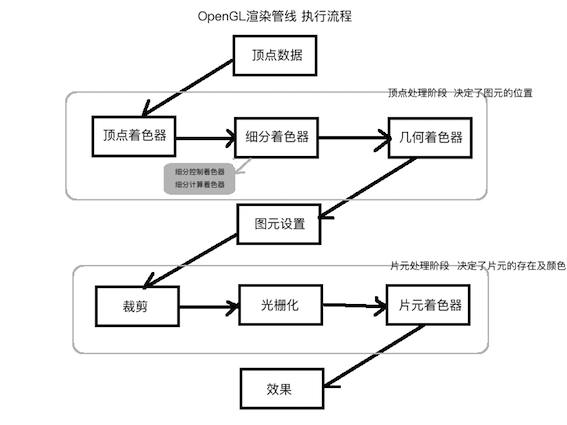 OpenGL渲染管线 执行流程
顶点数据
顶点处理阶段 决定了图元的位置
顶点着色器
细分着色器
几何着色器
细分控制着色器
细分计算着色器
图元设置
片元处理阶段 决定了片元的存在及颜色
裁剪
光栅化
片元着色器
效果